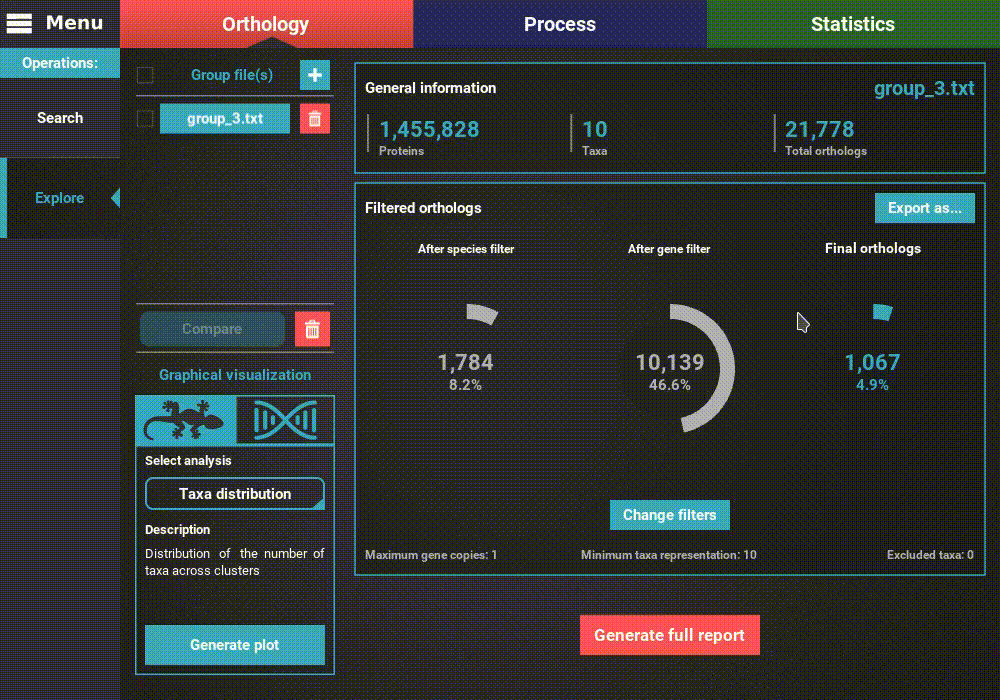 Menu
Orthology
Process
Statistics
Operations:
Search
Explore
Group file(s)
+
group_3.txt
Compare
Graphical visualization
Select analysis
Taxa distribution
Description
Distribution of the number of
taxa across clusters
Generate plot
General information
group_3.txt
1,455,828
Proteins
10
Taxa
21,778
Total orthologs
Filtered orthologs
Export as...
After species filter
After gene filter
Final orthologs
1,784
8.2%
10,139
46.6%
1,067
4.9%
Change filters
Maximum gene copies: 1
Minimum taxa representation: 10
Excluded taxa: 0
Generate full report